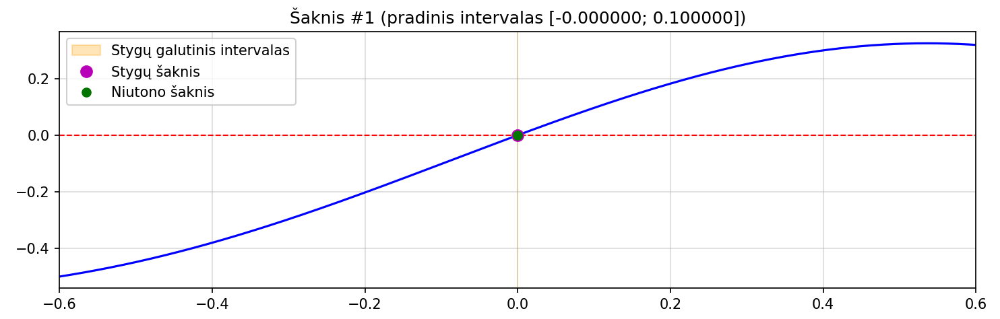 Šaknis #1 (pradinis intervalas [-0.000000; 0.100000])
Stygų galutinis intervalas
Stygų šaknis
Niutono šaknis
0.2
0.0
−0.2
−0.4
−0.6 −0.4 −0.2 0.0 0.2 0.4 0.6